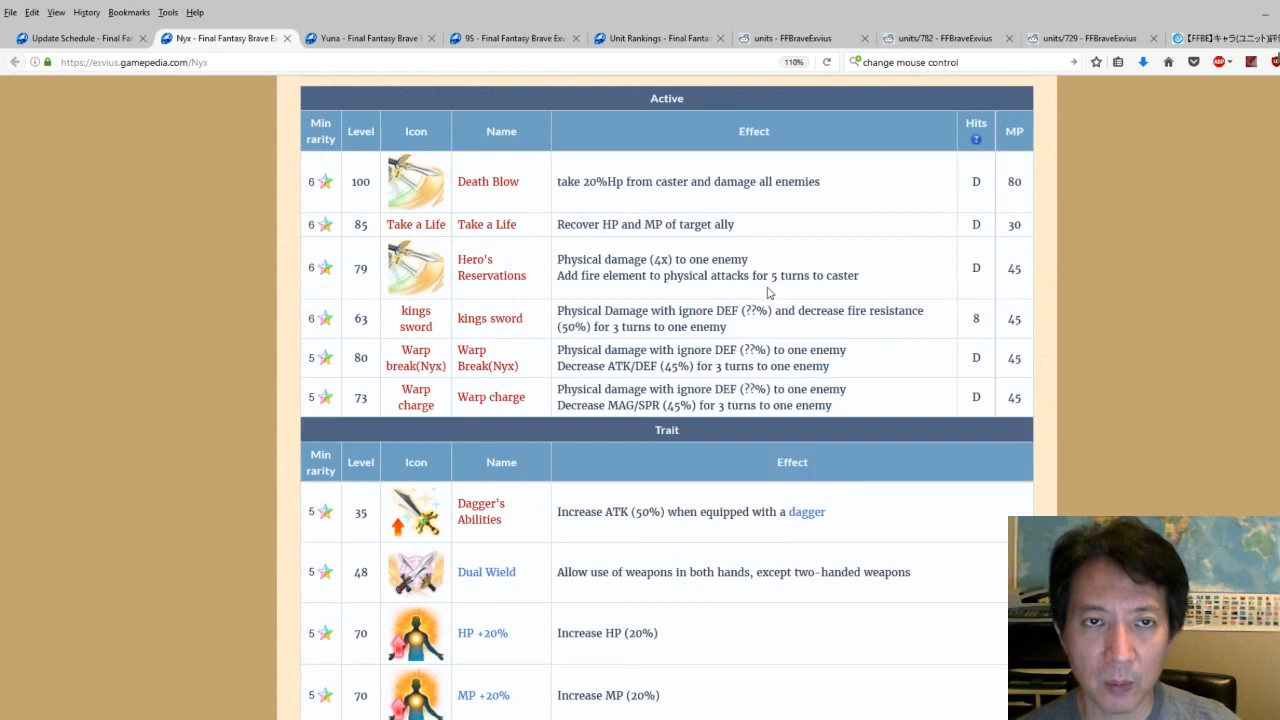 File Edit View History Bookmarks Tools Help
Update Schedule - Final Fan
Nyx - Final Fantasy Brave Ex
Yuna - Final Fantasy Brave E
9S - Final Fantasy Brave Exv
Unit Rankings - Final Fantas
units - FFBraveExvius
units/782 - FFBraveExvius
units/729 - FFBraveExvius
【FFBE】キャラ(ユニット)評価
https://exvius.gamepedia.com/Nyx
110%
change mouse control
ABP
Active
Min rarity Level Icon Name Effect Hits ? MP
6 100 Death Blow take 20%Hp from caster and damage all enemies D 80
6 85 Take a Life Take a Life Recover HP and MP of target ally D 30
6 79 Hero's Reservations Physical damage (4x) to one enemy D 45
Add fire element to physical attacks for 5 turns to caster
6 63 kings sword kings sword Physical Damage with ignore DEF (??%) and decrease fire resistance 8 45
(50%) for 3 turns to one enemy
5 80 Warp break(Nyx) Warp Break(Nyx) Physical damage with ignore DEF (??%) to one enemy D 45
Decrease ATK/DEF (45%) for 3 turns to one enemy
5 73 Warp charge Warp charge Physical damage with ignore DEF (??%) to one enemy D 45
Decrease MAG/SPR (45%) for 3 turns to one enemy
Trait
Min rarity Level Icon Name Effect
5 35 Dagger's Abilities Increase ATK (50%) when equipped with a dagger
5 48 Dual Wield Allow use of weapons in both hands, except two-handed weapons
5 70 HP +20% Increase HP (20%)
5 70 MP +20% Increase MP (20%)